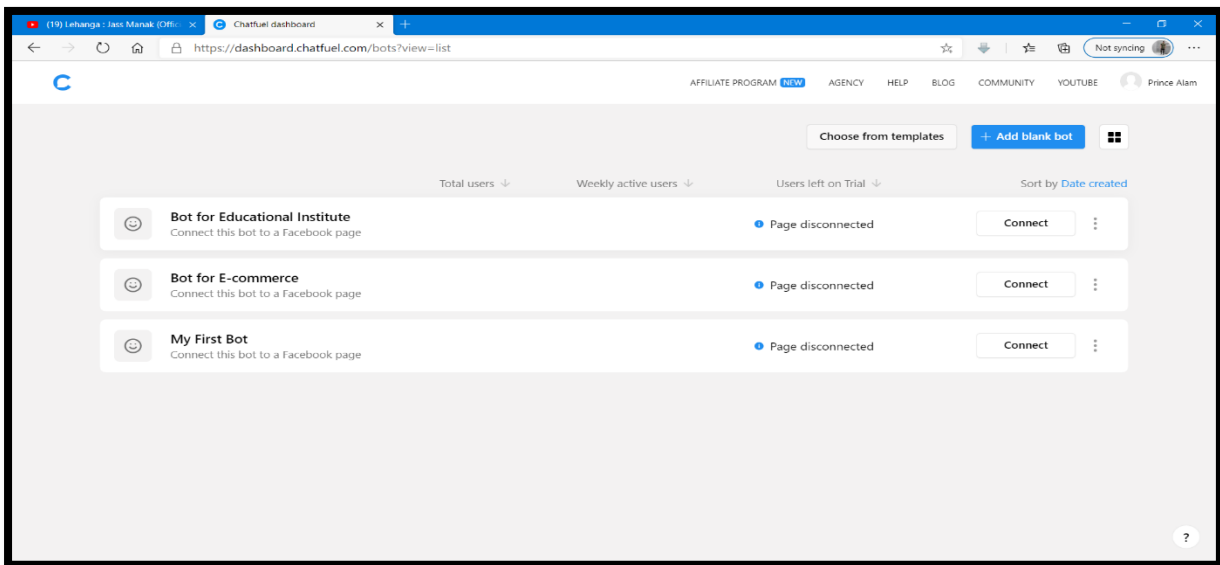 (19) Lehanga : Jass Manak (Offic
Chatfuel dashboard
https://dashboard.chatfuel.com/bots?view=list
Not syncing
AFFILIATE PROGRAM NEW AGENCY HELP BLOG COMMUNITY YOUTUBE Prince Alam
Choose from templates
+ Add blank bot
Total users ↓ Weekly active users ↓ Users left on Trial ↓ Sort by Date created
Bot for Educational Institute
Connect this bot to a Facebook page
Page disconnected
Connect
Bot for E-commerce
Connect this bot to a Facebook page
Page disconnected
Connect
My First Bot
Connect this bot to a Facebook page
Page disconnected
Connect
?